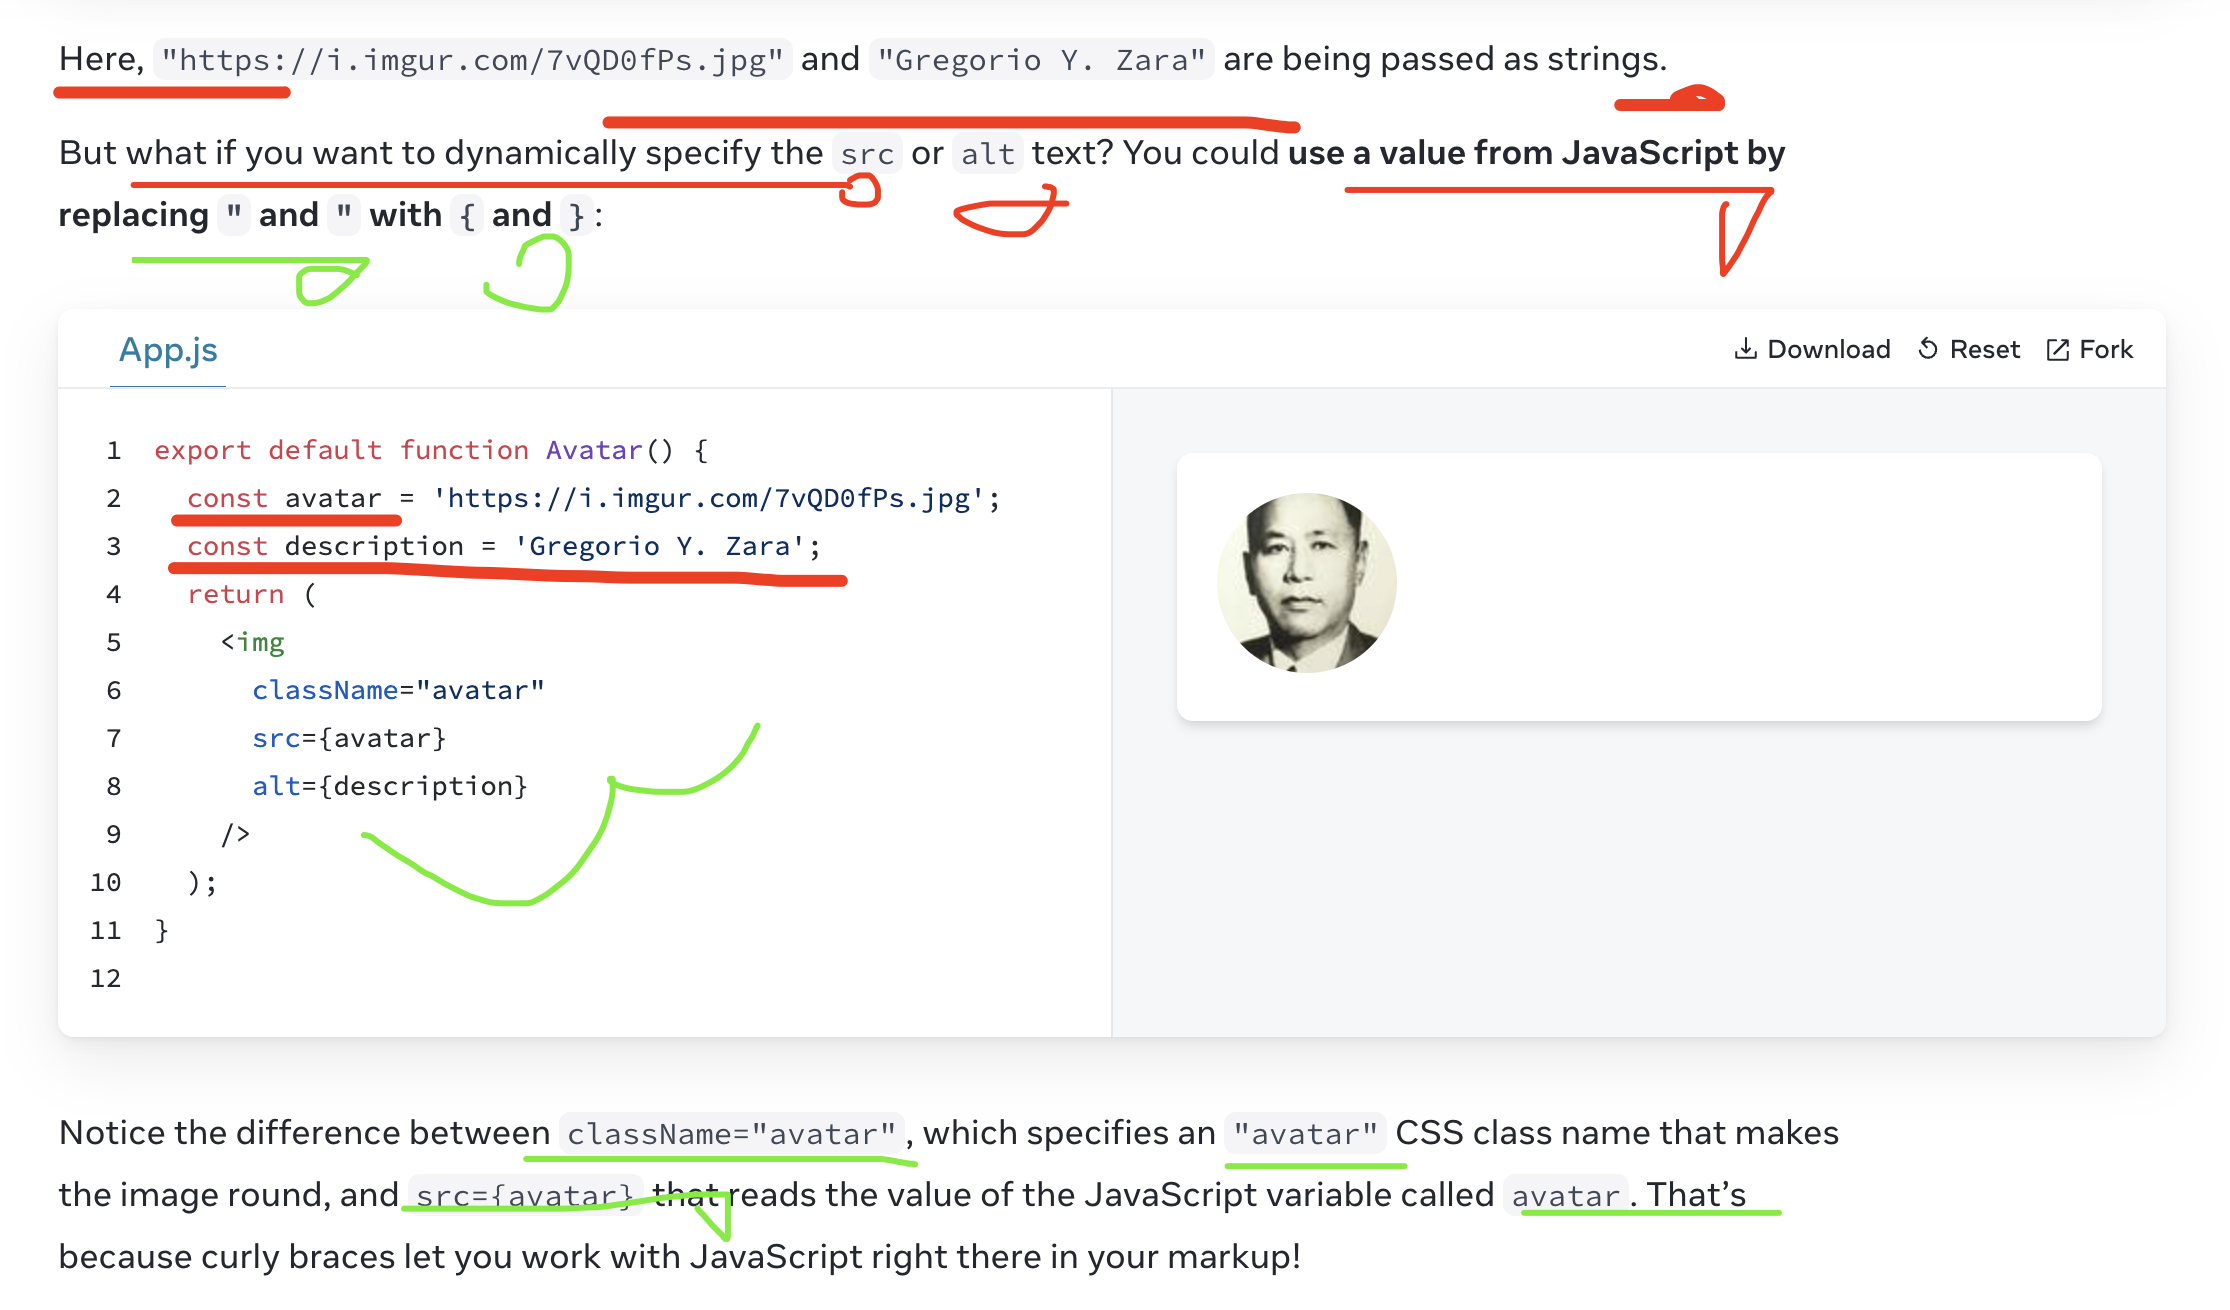 Here, "https://i.imgur.com/7vQD0fPs.jpg" and "Gregorio Y. Zara" are being passed as strings.
But what if you want to dynamically specify the src or alt text? You could use a value from JavaScript by
replacing " and " with { and }:
App.js
Download Reset Fork
1 export default function Avatar() {
2   const avatar = 'https://i.imgur.com/7vQD0fPs.jpg';
3   const description = 'Gregorio Y. Zara';
4   return (
5     <img
6       className="avatar"
7       src={avatar}
8       alt={description}
9     />
10   );
11 }
12
Notice the difference between className="avatar", which specifies an "avatar" CSS class name that makes
the image round, and src={avatar} that reads the value of the JavaScript variable called avatar. That’s
because curly braces let you work with JavaScript right there in your markup!